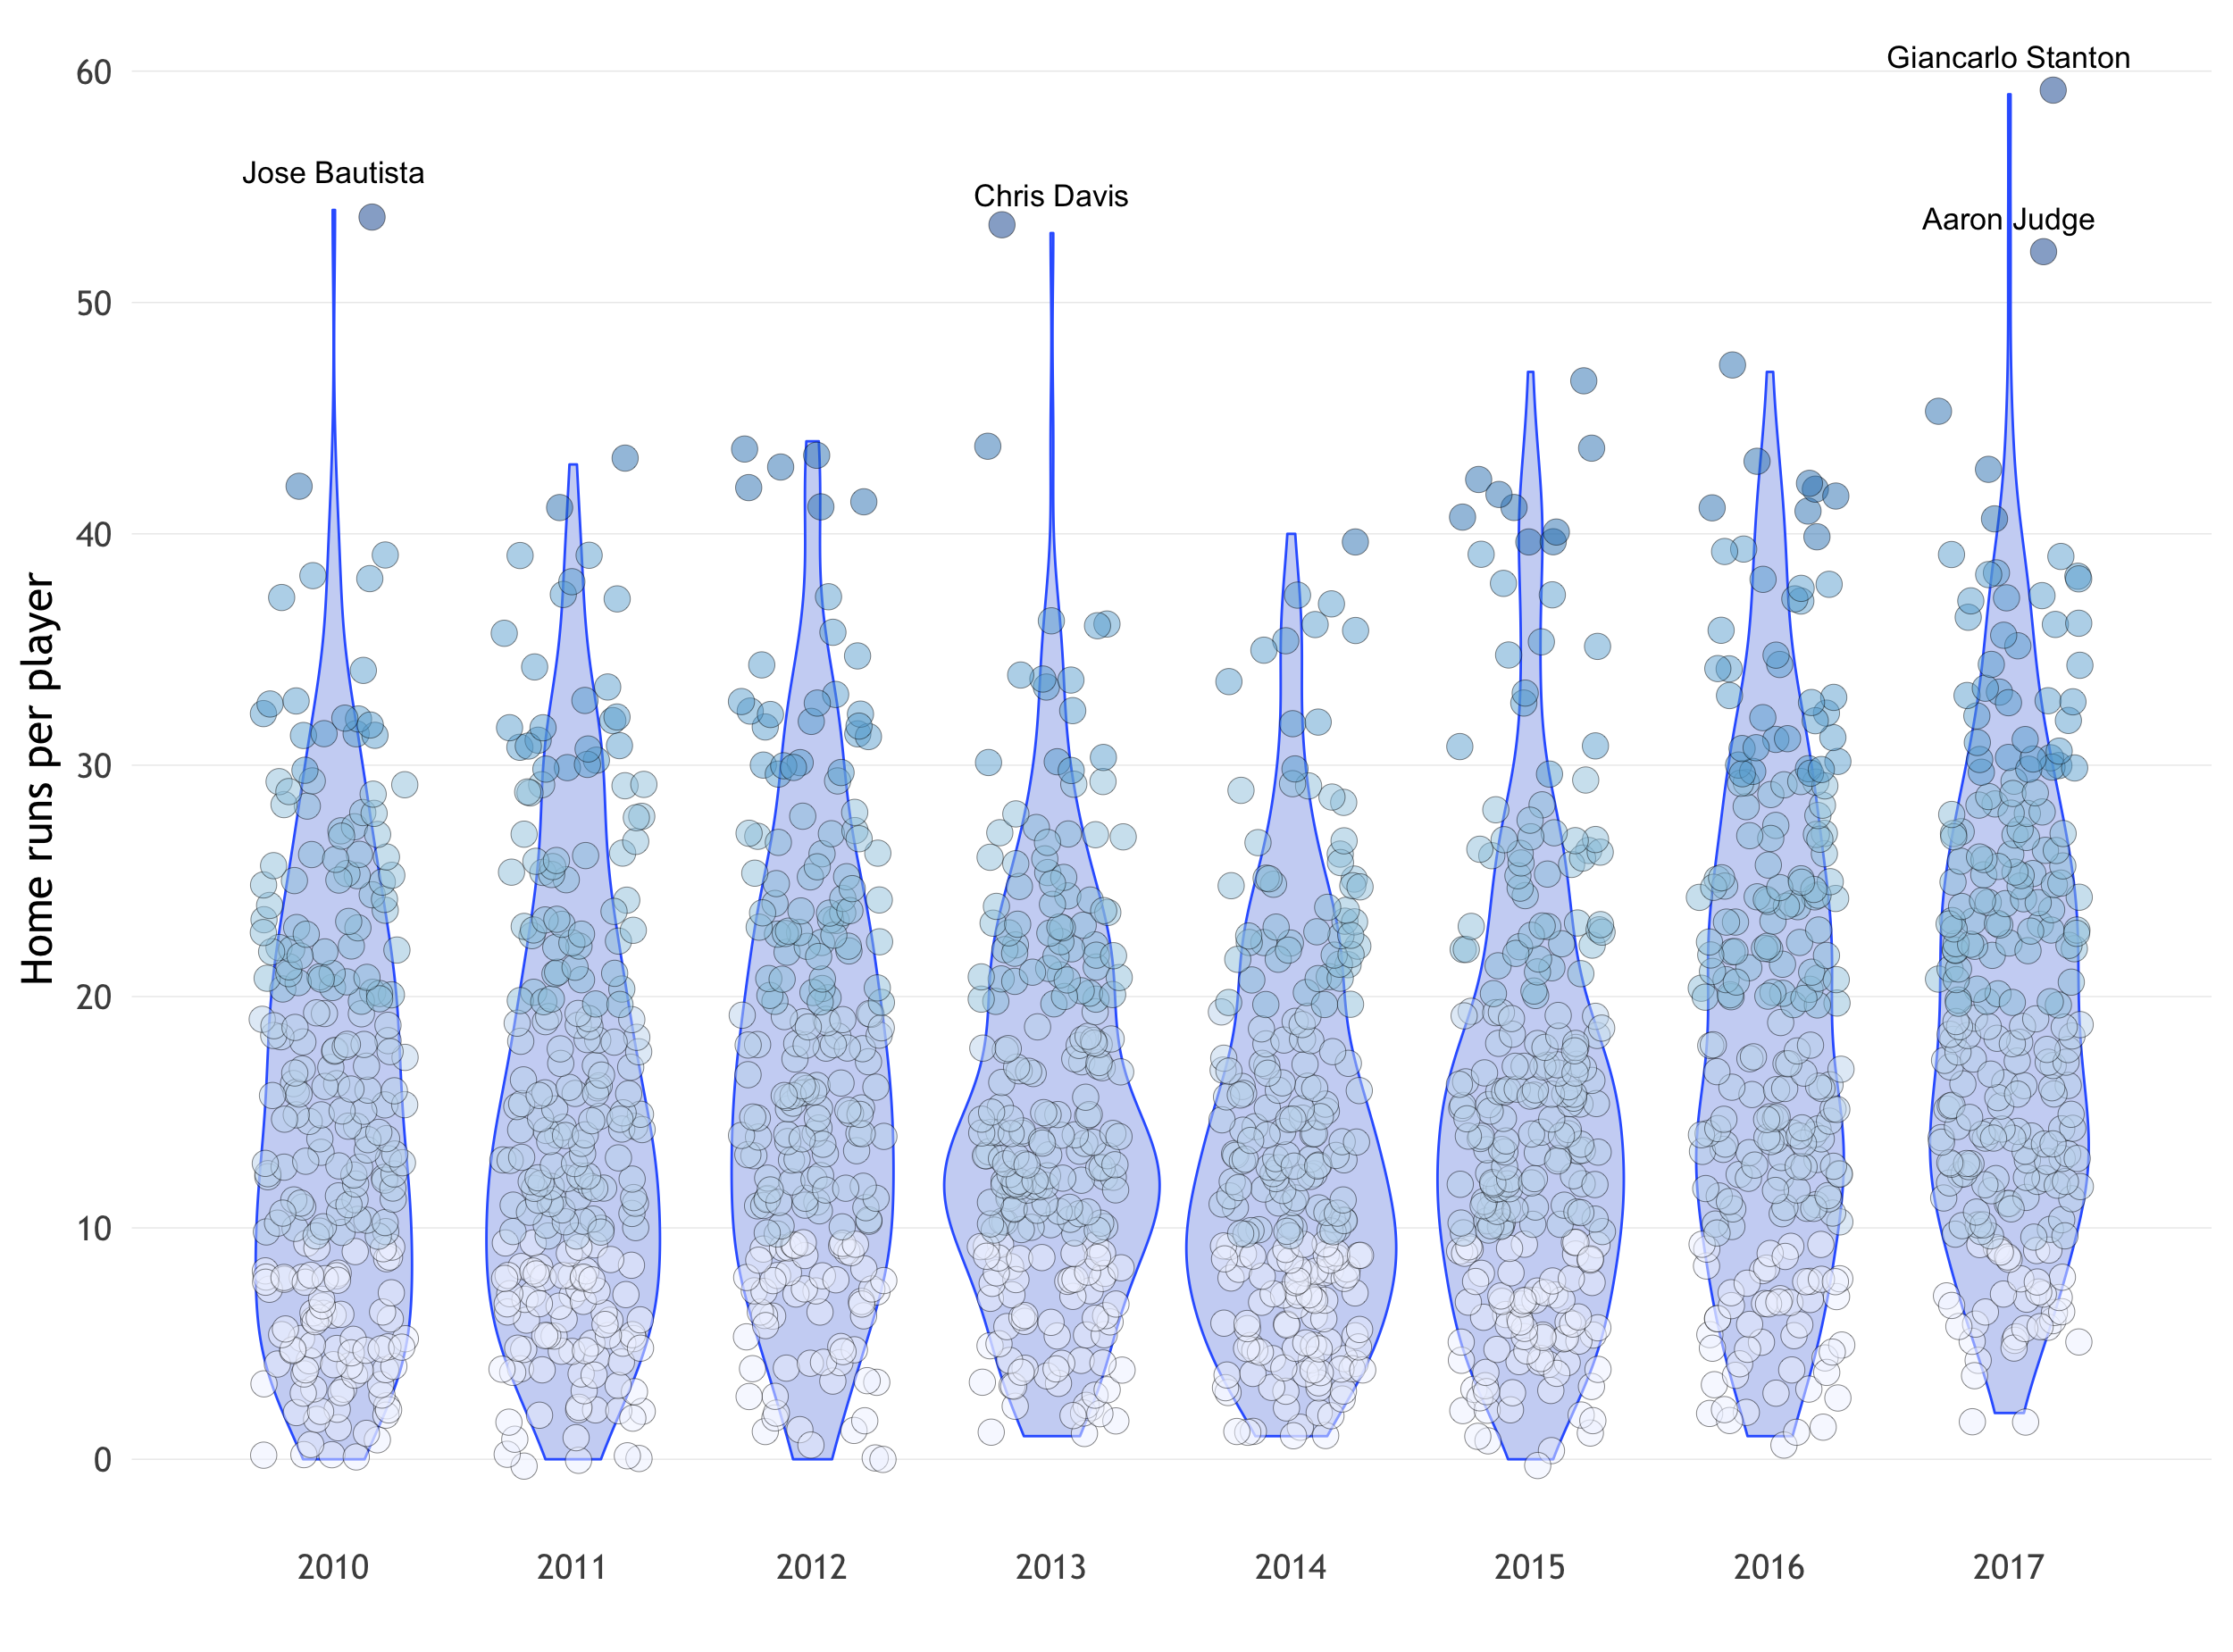 Giancarlo Stanton
60
Jose Bautista
Chris Davis
Aaron Judge
50
40
Home runs per player
30
20
10
0
2010 2011 2012 2013 2014 2015 2016 2017